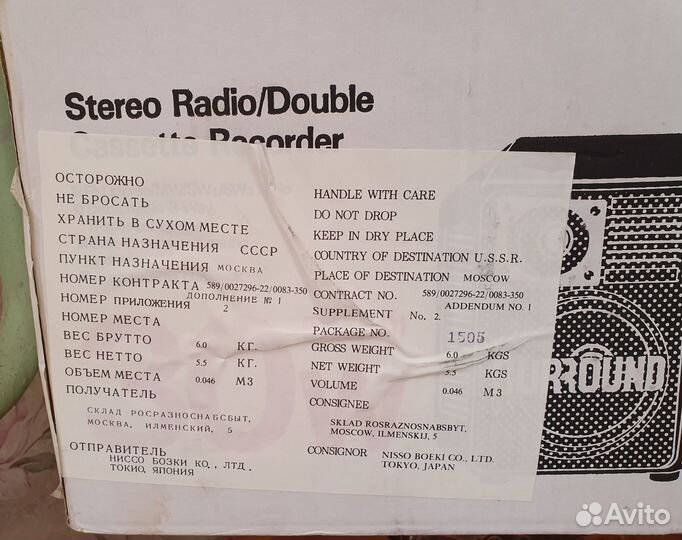 Stereo Radio/Double
Cassette Recorder
ОСТОРОЖНО
НЕ БРОСАТЬ
ХРАНИТЬ В СУХОМ МЕСТЕ
СТРАНА НАЗНАЧЕНИЯ СССР
ПУНКТ НАЗНАЧЕНИЯ МОСКВА
НОМЕР КОНТРАКТА 589/0027296-22/0083-350
ДОПОЛНЕНИЕ № 1
НОМЕР ПРИЛОЖЕНИЯ 2
НОМЕР МЕСТА
ВЕС БРУТТО 6.0 КГ.
ВЕС НЕТТО 5.5 КГ.
ОБЪЕМ МЕСТА 0.046 М3
ПОЛУЧАТЕЛЬ
СКЛАД РОСРАЗНОСНАБСБЫТ,
МОСКВА, ИЛМЕНСКИЙ, 5
ОТПРАВИТЕЛЬ
НИССО БОЗКИ КО., ЛТД.
ТОКИО, ЯПОНИЯ
HANDLE WITH CARE
DO NOT DROP
KEEP IN DRY PLACE
COUNTRY OF DESTINATION U.S.S.R.
PLACE OF DESTINATION MOSCOW
CONTRACT NO. 589/0027296-22/0083-350
ADDENDUM NO. 1
SUPPLEMENT No. 2.
PACKAGE NO. 1505
GROSS WEIGHT 6.0 KGS
NET WEIGHT 5.5 KGS
VOLUME 0.046 M3
CONSIGNEE
SKLAD ROSRAZNOSNABSBYT,
MOSCOW, ILMENSKIJ, 5
CONSIGNOR NISSO BOEKI CO., LTD.
TOKYO, JAPAN
RROUND
Avito